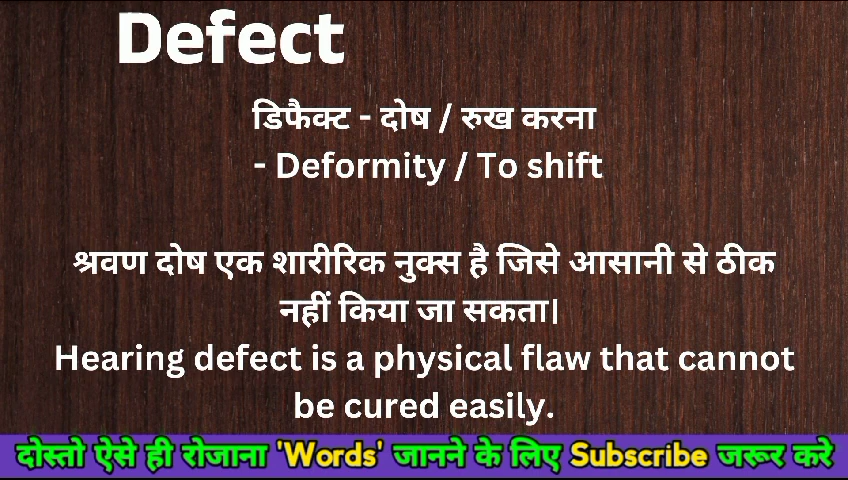 Defect
डिफैक्ट - दोष / रुख करना
- Deformity / To shift
श्रवण दोष एक शारीरिक नुक्स है जिसे आसानी से ठीक
नहीं किया जा सकता।
Hearing defect is a physical flaw that cannot
be cured easily.
दोस्तो ऐसे ही रोजाना 'Words' जानने के लिए Subscribe जरूर करे